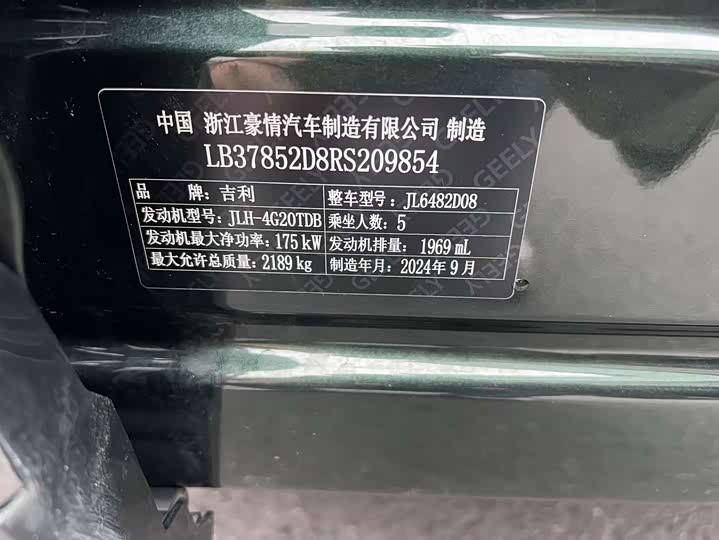 中国 浙江豪情汽车制造有限公司 制造
LB37852D8RS209854
品 牌：吉利 整车型号：JL6482D08
发动机型号：JLH-4G20TDB 乘坐人数：5
发动机最大净功率：175 kW 发动机排量：1969 mL
最大允许总质量：2189 kg 制造年月：2024年9月
GEELY